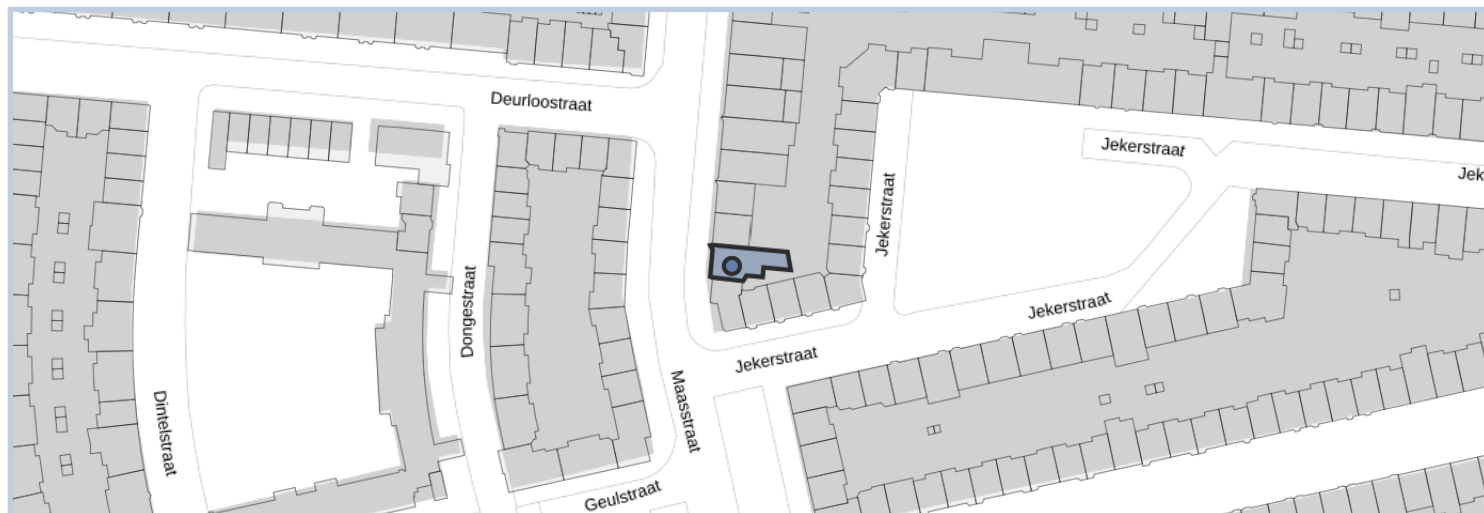 Deurloostraat
Jekerstraat
Jek
Jekerstraat
Dongestraat
Jekerstraat
Jekerstraat
Maasstraat
Dintelstraat
Geulstraat